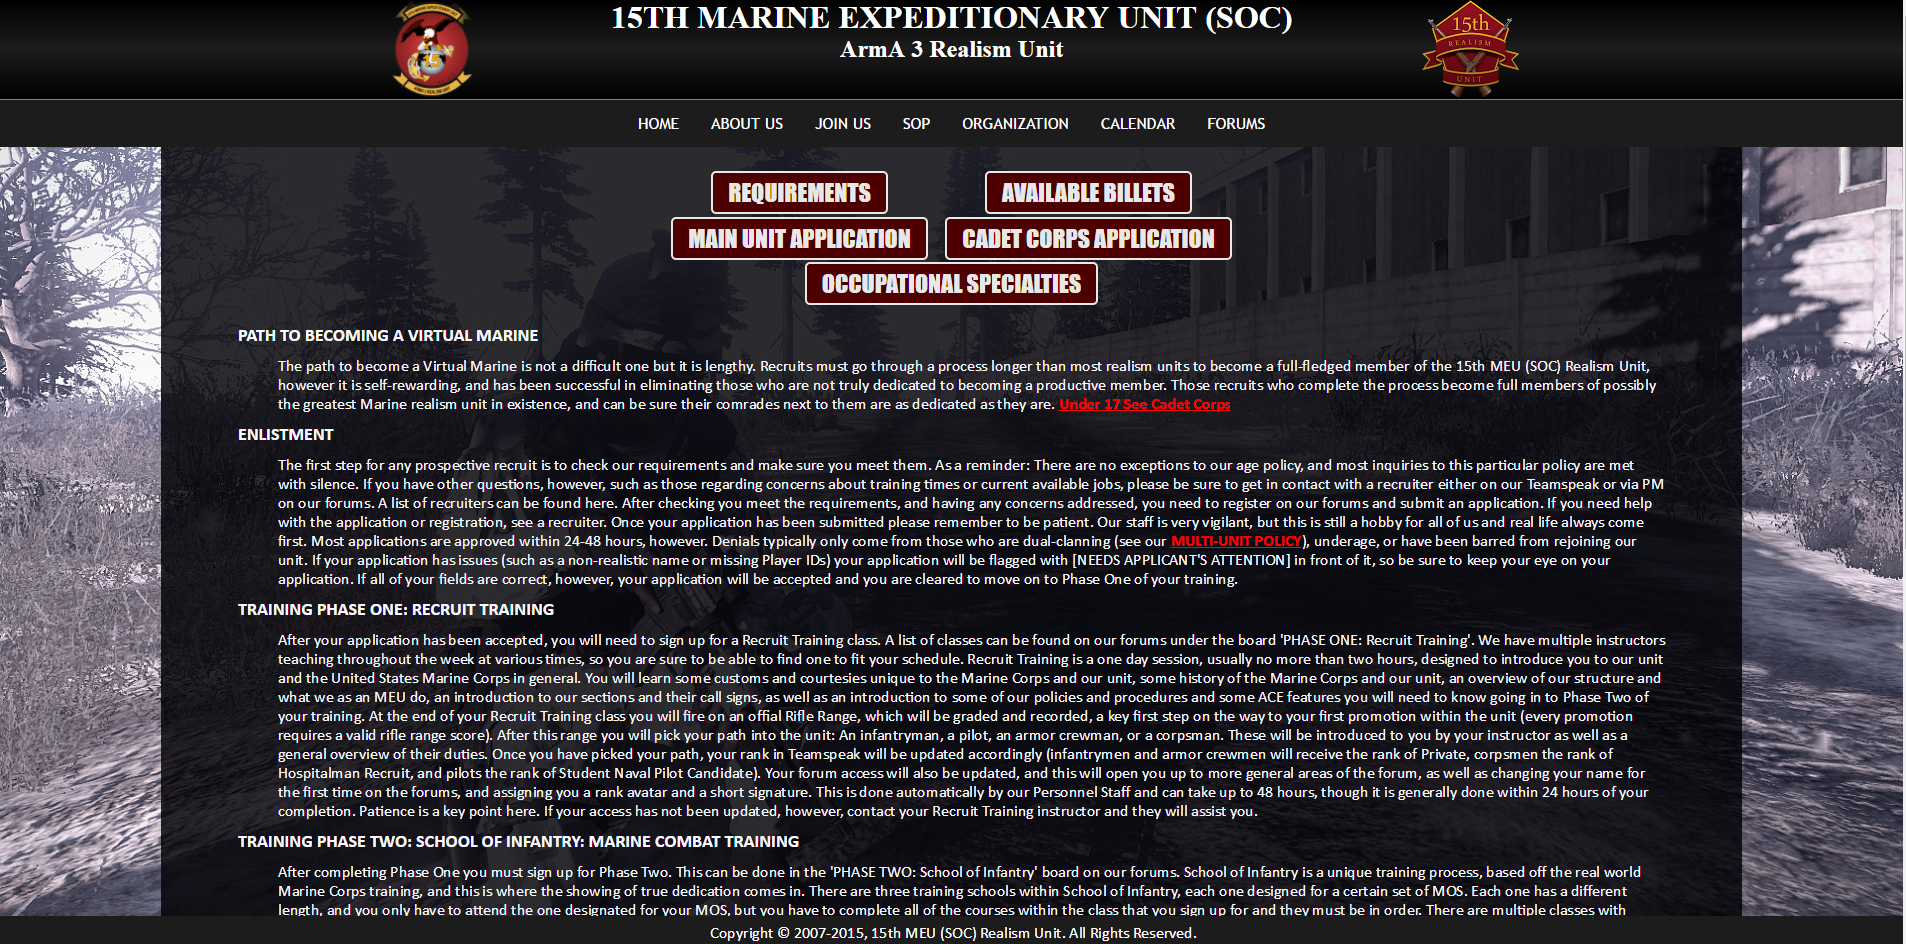 15TH MARINE EXPEDITIONARY UNIT (SOC)
ArmA 3 Realism Unit
15
ARMA 3 REALISM UNIT
15th
REALISM
UNIT
HOME ABOUT US JOIN US SOP ORGANIZATION CALENDAR FORUMS
REQUIREMENTS AVAILABLE BILLETS
MAIN UNIT APPLICATION CADET CORPS APPLICATION
OCCUPATIONAL SPECIALTIES
PATH TO BECOMING A VIRTUAL MARINE
The path to become a Virtual Marine is not a difficult one but it is lengthy. Recruits must go through a process longer than most realism units to become a full-fledged member of the 15th MEU (SOC) Realism Unit,
however it is self-rewarding, and has been successful in eliminating those who are not truly dedicated to becoming a productive member. Those recruits who complete the process become full members of possibly
the greatest Marine realism unit in existence, and can be sure their comrades next to them are as dedicated as they are. Under 17 See Cadet Corps
ENLISTMENT
The first step for any prospective recruit is to check our requirements and make sure you meet them. As a reminder: There are no exceptions to our age policy, and most inquiries to this particular policy are met
with silence. If you have other questions, however, such as those regarding concerns about training times or current available jobs, please be sure to get in contact with a recruiter either on our Teamspeak or via PM
on our forums. A list of recruiters can be found here. After checking you meet the requirements, and having any concerns addressed, you need to register on our forums and submit an application. If you need help
with the application or registration, see a recruiter. Once your application has been submitted please remember to be patient. Our staff is very vigilant, but this is still a hobby for all of us and real life always come
first. Most applications are approved within 24-48 hours, however. Denials typically only come from those who are dual-clanning (see our MULTI-UNIT POLICY), underage, or have been barred from rejoining our
unit. If your application has issues (such as a non-realistic name or missing Player IDs) your application will be flagged with [NEEDS APPLICANT'S ATTENTION] in front of it, so be sure to keep your eye on your
application. If all of your fields are correct, however, your application will be accepted and you are cleared to move on to Phase One of your training.
TRAINING PHASE ONE: RECRUIT TRAINING
After your application has been accepted, you will need to sign up for a Recruit Training class. A list of classes can be found on our forums under the board 'PHASE ONE: Recruit Training'. We have multiple instructors
teaching throughout the week at various times, so you are sure to be able to find one to fit your schedule. Recruit Training is a one day session, usually no more than two hours, designed to introduce you to our unit
and the United States Marine Corps in general. You will learn some customs and courtesies unique to the Marine Corps and our unit, some history of the Marine Corps and our unit, an overview of our structure and
what we as an MEU do, an introduction to our sections and their call signs, as well as an introduction to some of our policies and procedures and some ACE features you will need to know going in to Phase Two of
your training. At the end of your Recruit Training class you will fire on an offial Rifle Range, which will be graded and recorded, a key first step on the way to your first promotion within the unit (every promotion
requires a valid rifle range score). After this range you will pick your path into the unit: An infantryman, a pilot, an armor crewman, or a corpsman. These will be introduced to you by your instructor as well as a
general overview of their duties. Once you have picked your path, your rank in Teamspeak will be updated accordingly (infantrymen and armor crewmen will receive the rank of Private, corpsmen the rank of
Hospitalman Recruit, and pilots the rank of Student Naval Pilot Candidate). Your forum access will also be updated, and this will open you up to more general areas of the forum, as well as changing your name for
the first time on the forums, and assigning you a rank avatar and a short signature. This is done automatically by our Personnel Staff and can take up to 48 hours, though it is generally done within 24 hours of your
completion. Patience is a key point here. If your access has not been updated, however, contact your Recruit Training instructor and they will assist you.
TRAINING PHASE TWO: SCHOOL OF INFANTRY: MARINE COMBAT TRAINING
After completing Phase One you must sign up for Phase Two. This can be done in the 'PHASE TWO: School of Infantry' board on our forums. School of Infantry is a unique training process, based off the real world
Marine Corps training, and this is where the showing of true dedication comes in. There are three training schools within School of Infantry, each one designed for a certain set of MOS. Each one has a different
length, and you only have to attend the one designated for your MOS, but you have to complete all of the courses within the class that you sign up for and they must be in order. There are multiple classes with
Copyright © 2007-2015, 15th MEU (SOC) Realism Unit. All Rights Reserved.